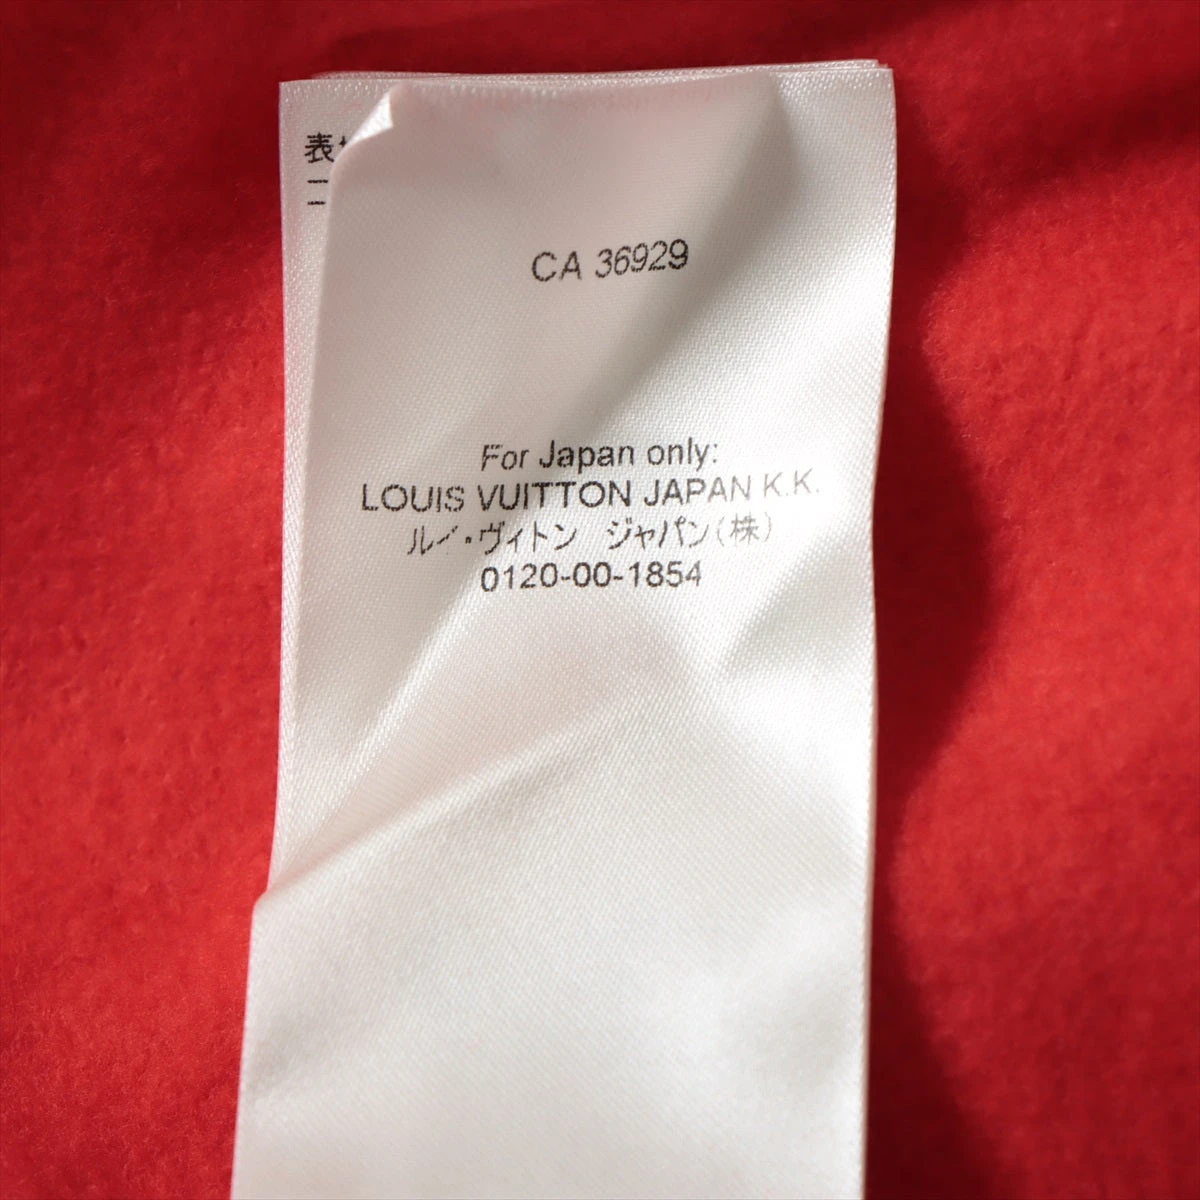 表
CA 36929
For Japan only:
LOUIS VUITTON JAPAN K.K.
ルイ・ヴィトン ジャパン(株)
0120-00-1854